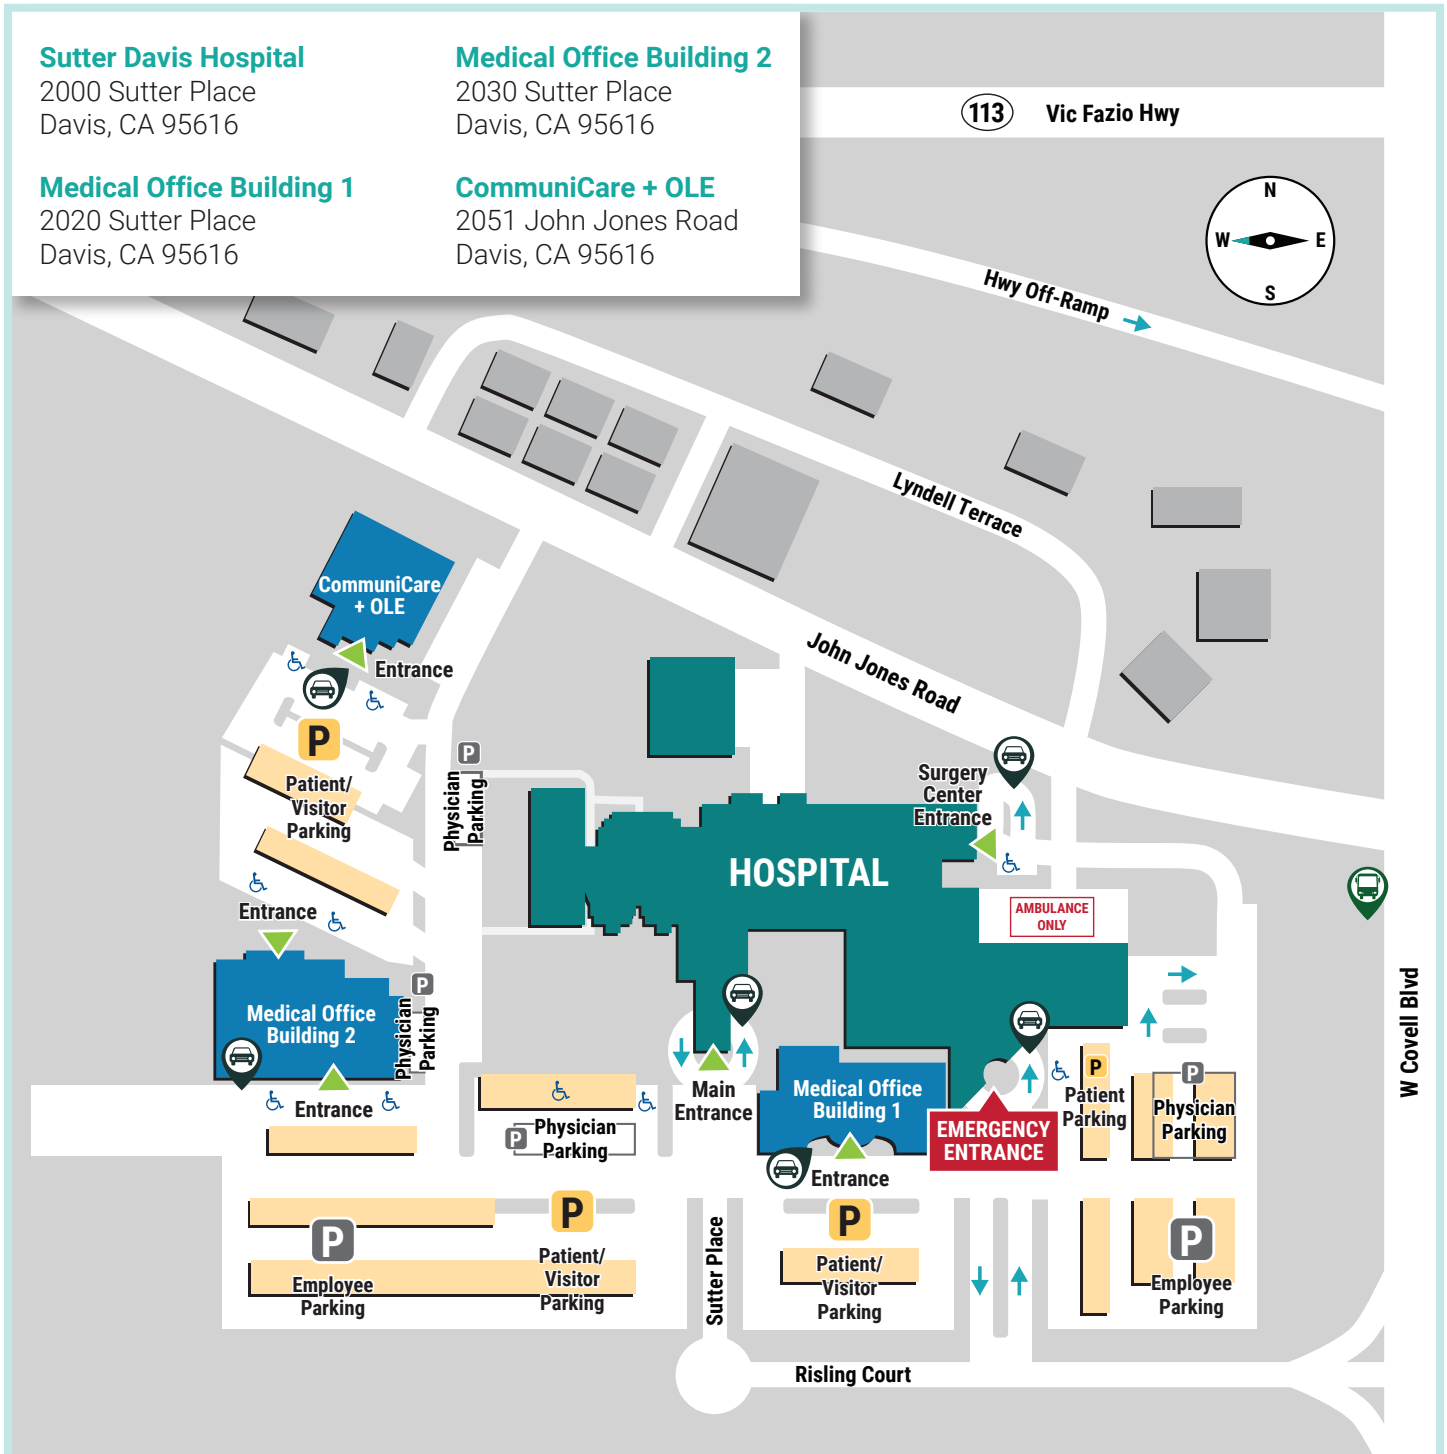 Sutter Davis Hospital
2000 Sutter Place
Davis, CA 95616
Medical Office Building 1
2020 Sutter Place
Davis, CA 95616
Medical Office Building 2
2030 Sutter Place
Davis, CA 95616
CommuniCare + OLE
2051 John Jones Road
Davis, CA 95616
113 Vic Fazio Hwy
N
W E
S
Hwy Off-Ramp
Lyndell Terrace
John Jones Road
CommuniCare
+ OLE
Entrance
P
Patient/
Visitor
Parking
P
Physician
Parking
Surgery
Center
Entrance
HOSPITAL
AMBULANCE
ONLY
Entrance
Medical Office
Building 2
P
Physician
Parking
Entrance
W Covell Blvd
Main
Entrance
Medical Office
Building 1
Entrance
EMERGENCY
ENTRANCE
P
Patient
Parking
P
Physician
Parking
P
Physician
Parking
P
Employee
Parking
P
Patient/
Visitor
Parking
Sutter Place
P
Patient/
Visitor
Parking
P
Employee
Parking
Risling Court